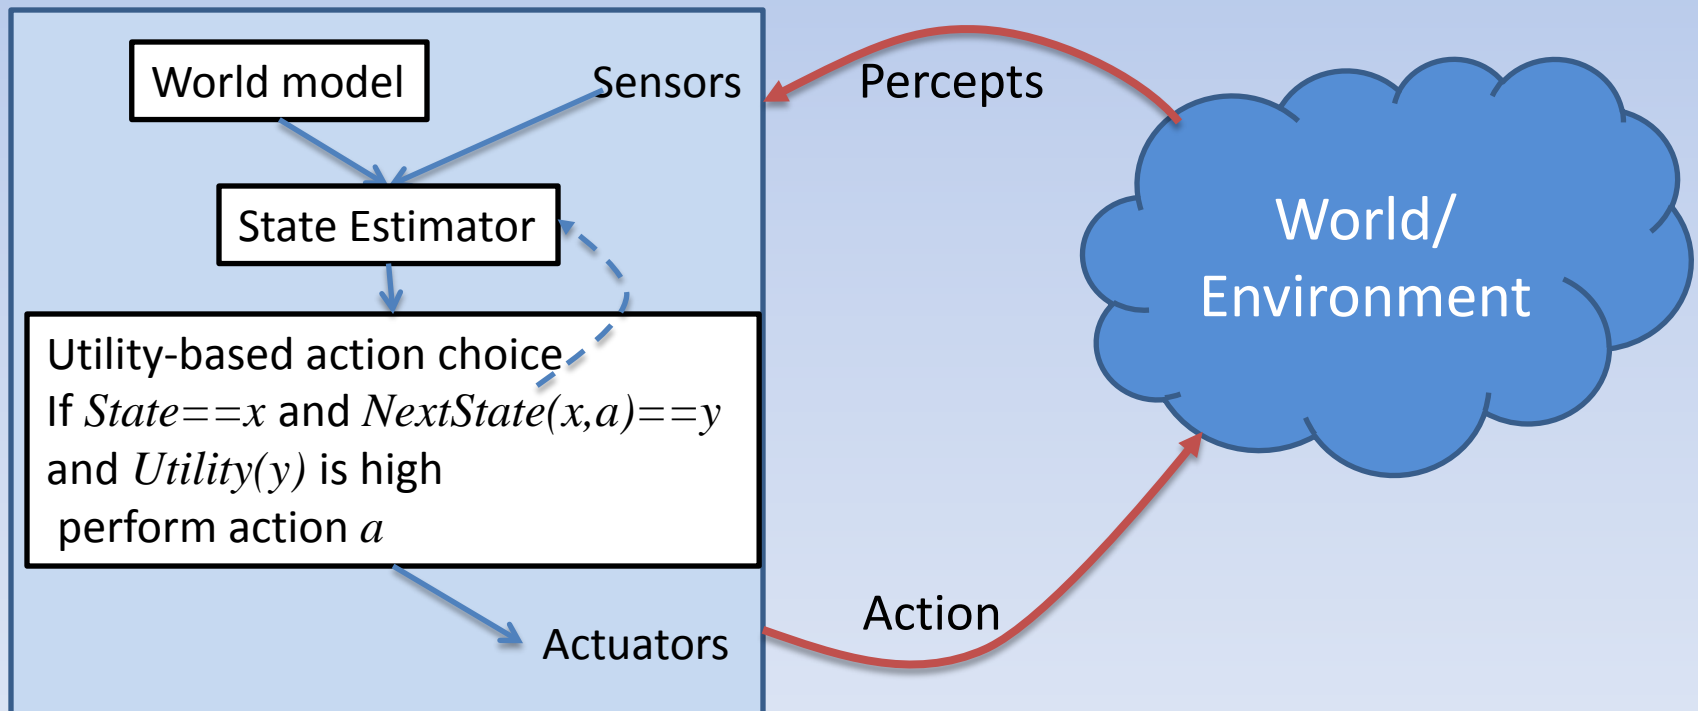 World model
Sensors
Percepts
State Estimator
World/
Environment
Utility-based action choice
If State==x and NextState(x,a)==y
and Utility(y) is high
perform action a
Action
Actuators